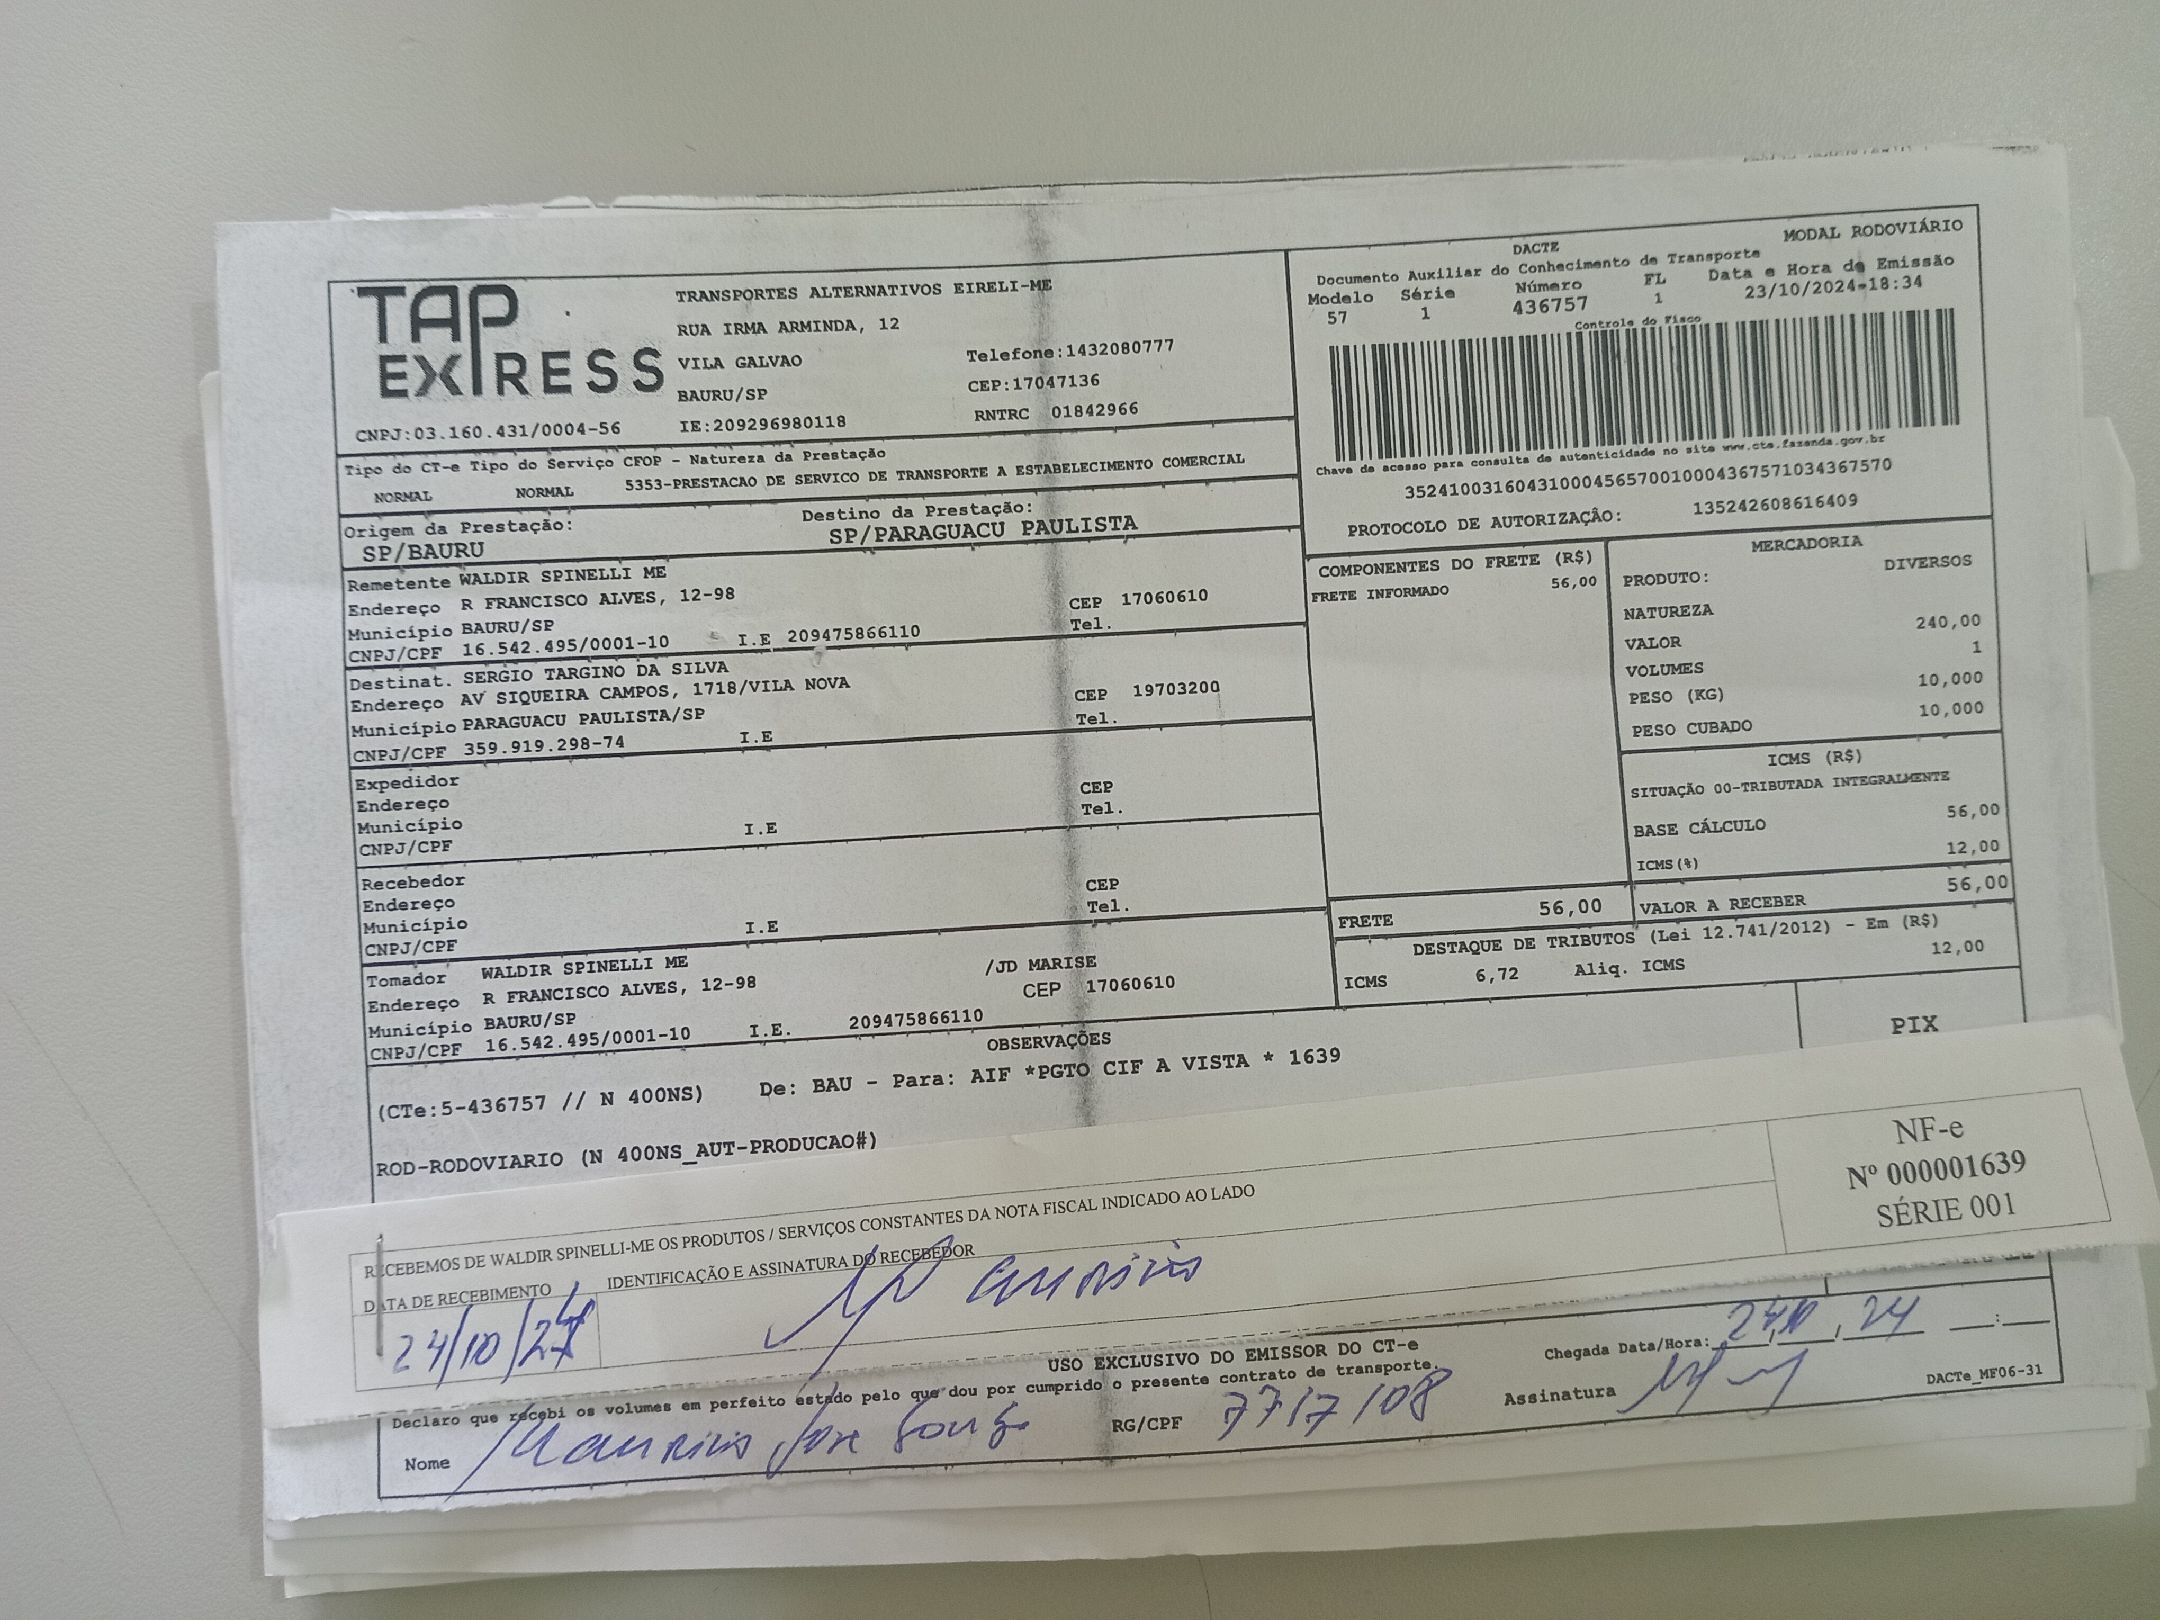 TAP EXPRESS
TRANSPORTES ALTERNATIVOS EIRELI-ME
RUA IRMA ARMINDA, 12
VILA GALVAO Telefone:1432080777
BAURU/SP CEP:17047136
CNPJ:03.160.431/0004-56 IE:209296980118 RNTRC 01842966
DACTE MODAL RODOVIÁRIO
Documento Auxiliar do Conhecimento de Transporte
Modelo Série Número FL Data e Hora de Emissão
57 1 436757 1 23/10/2024-18:34
Controle do Fisco
Chave de acesso para consulta de autenticidade no site www.cte.fazenda.gov.br
35241003160431000456570010004367571034367570
PROTOCOLO DE AUTORIZAÇÂO: 135242608616409
Tipo do CT-e Tipo do Serviço CFOP - Natureza da Prestação
NORMAL NORMAL 5353-PRESTACAO DE SERVICO DE TRANSPORTE A ESTABELECIMENTO COMERCIAL
Origem da Prestação: Destino da Prestação:
SP/BAURU SP/PARAGUACU PAULISTA
Remetente WALDIR SPINELLI ME
Endereço R FRANCISCO ALVES, 12-98 CEP 17060610
Município BAURU/SP Tel.
CNPJ/CPF 16.542.495/0001-10 I.E 209475866110
Destinat. SERGIO TARGINO DA SILVA
Endereço AV SIQUEIRA CAMPOS, 1718/VILA NOVA CEP 19703200
Município PARAGUACU PAULISTA/SP Tel.
CNPJ/CPF 359.919.298-74 I.E
Expedidor
Endereço CEP
Município Tel.
CNPJ/CPF I.E
Recebedor
Endereço CEP
Município Tel.
CNPJ/CPF I.E
Tomador WALDIR SPINELLI ME /JD MARISE
Endereço R FRANCISCO ALVES, 12-98 CEP 17060610
Município BAURU/SP
CNPJ/CPF 16.542.495/0001-10 I.E. 209475866110
COMPONENTES DO FRETE (R$)
FRETE INFORMADO 56,00
MERCADORIA
PRODUTO: DIVERSOS
NATUREZA
VALOR 240,00
VOLUMES 1
PESO (KG) 10,000
PESO CUBADO 10,000
ICMS (R$)
SITUAÇÃO 00-TRIBUTADA INTEGRALMENTE
BASE CÁLCULO 56,00
ICMS(%) 12,00
FRETE 56,00 VALOR A RECEBER 56,00
DESTAQUE DE TRIBUTOS (Lei 12.741/2012) - Em (R$)
ICMS 6,72 Aliq. ICMS 12,00
OBSERVAÇÕES
PIX
(CTe:5-436757 // N 400NS) De: BAU - Para: AIF *PGTO CIF A VISTA * 1639
ROD-RODOVIARIO (N 400NS_AUT-PRODUCAO#)
RECEBEMOS DE WALDIR SPINELLI-ME OS PRODUTOS / SERVIÇOS CONSTANTES DA NOTA FISCAL INDICADO AO LADO
DATA DE RECEBIMENTO IDENTIFICAÇÃO E ASSINATURA DO RECEBEDOR
24/10/24
NF-e
Nº 000001639
SÉRIE 001
USO EXCLUSIVO DO EMISSOR DO CT-e
Chegada Data/Hora: 24, 10, 24 :
Declaro que recebi os volumes em perfeito estado pelo que dou por cumprido o presente contrato de transporte.
Nome RG/CPF 7717108 Assinatura
DACTe_MF06-31